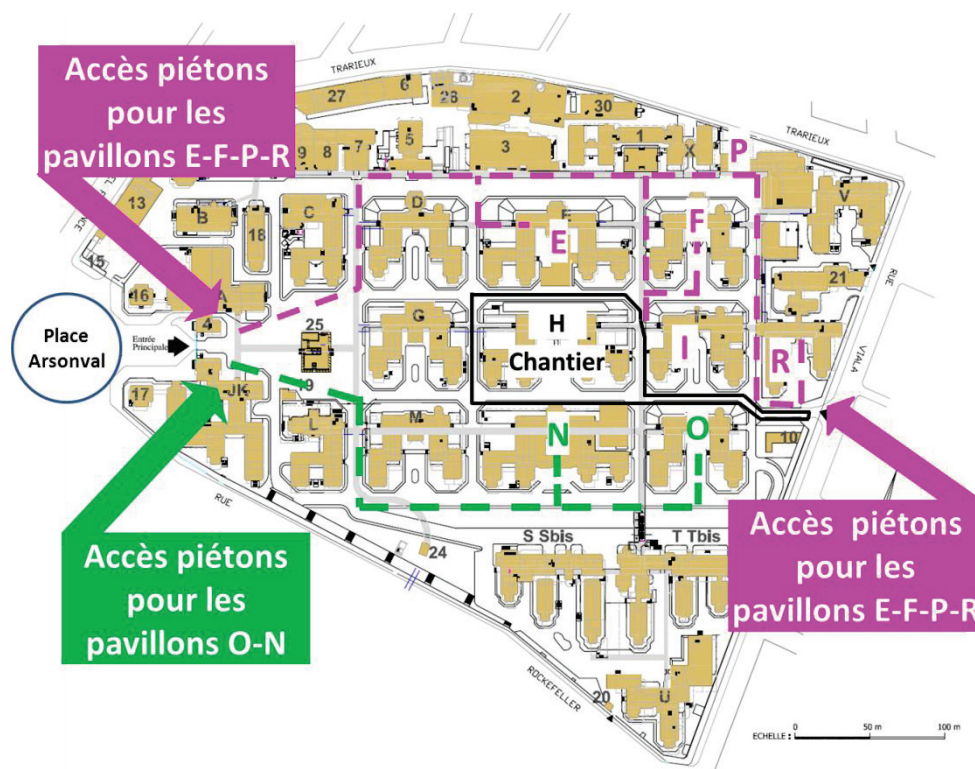 Accès piétons
pour les
pavillons E-F-P-R
TRARIEUX
TRARIEUX
27
6
28
2
30
9
8
7
5
3
1
X
P
V
13
B
18
C
D
E
F
15
16
A
21
4
Place
Arsonval
Entrée
Principale
25
G
H
Chantier
I
R
RUE
VIALA
17
JK
19
L
M
N
O
10
RUE
Accès piétons
pour les
pavillons O-N
24
S Sbis
T Tbis
Accès piétons
pour les
pavillons E-F-P-R
ROCKEFELLER
20
U
ECHELLE :
0
50 m
100 m